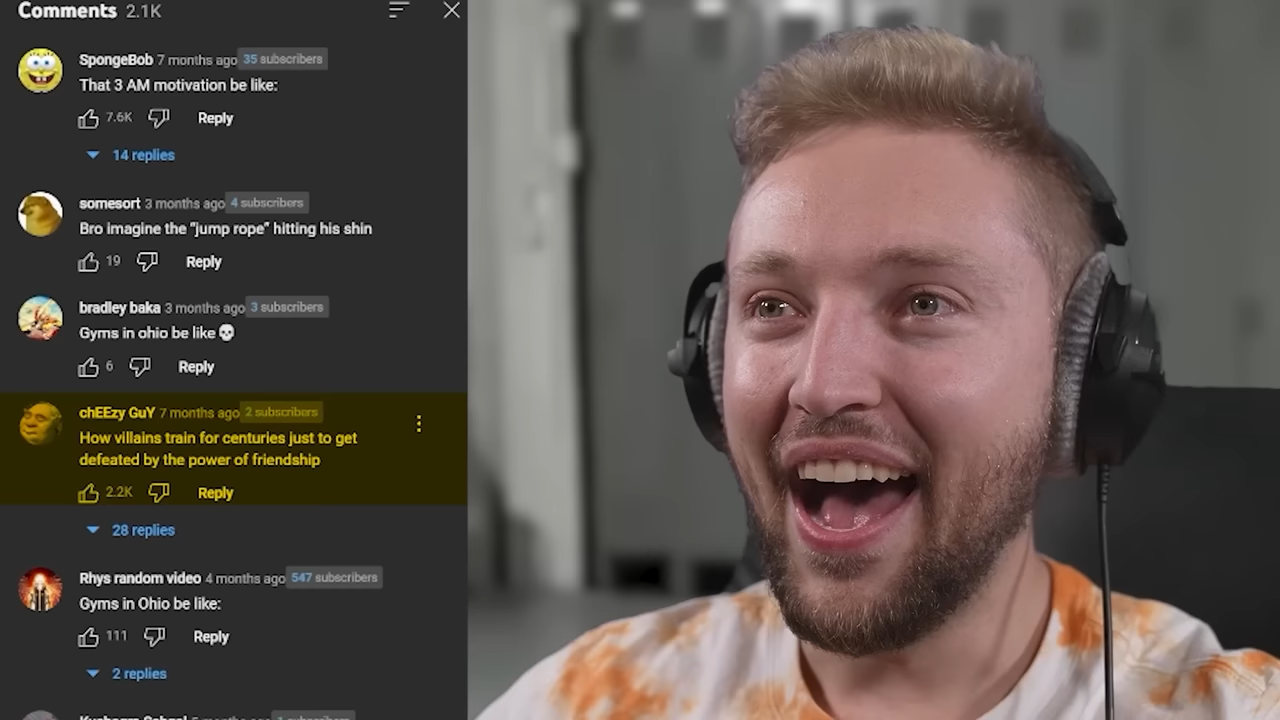 Comments 2.1K
SpongeBob 7 months ago 35 subscribers
That 3 AM motivation be like:
7.6K Reply
14 replies
somesort 3 months ago 4 subscribers
Bro imagine the "jump rope" hitting his shin
19 Reply
bradley baka 3 months ago 3 subscribers
Gyms in ohio be like 💀
6 Reply
chEEzy GuY 7 months ago 2 subscribers
How villains train for centuries just to get
defeated by the power of friendship
2.2K Reply
28 replies
Rhys random video 4 months ago 547 subscribers
Gyms in Ohio be like:
111 Reply
2 replies